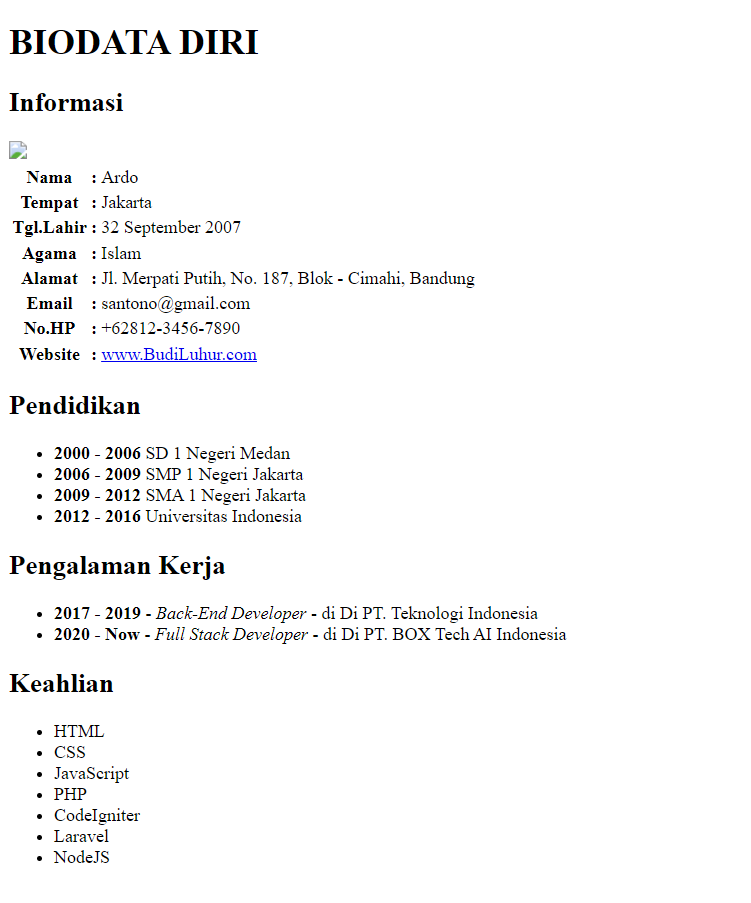 BIODATA DIRI
Informasi
Nama : Ardo
Tempat : Jakarta
Tgl.Lahir : 32 September 2007
Agama : Islam
Alamat : Jl. Merpati Putih, No. 187, Blok - Cimahi, Bandung
Email : santono@gmail.com
No.HP : +62812-3456-7890
Website : www.BudiLuhur.com
Pendidikan
2000 - 2006 SD 1 Negeri Medan
2006 - 2009 SMP 1 Negeri Jakarta
2009 - 2012 SMA 1 Negeri Jakarta
2012 - 2016 Universitas Indonesia
Pengalaman Kerja
2017 - 2019 - Back-End Developer - di Di PT. Teknologi Indonesia
2020 - Now - Full Stack Developer - di Di PT. BOX Tech AI Indonesia
Keahlian
HTML
CSS
JavaScript
PHP
CodeIgniter
Laravel
NodeJS